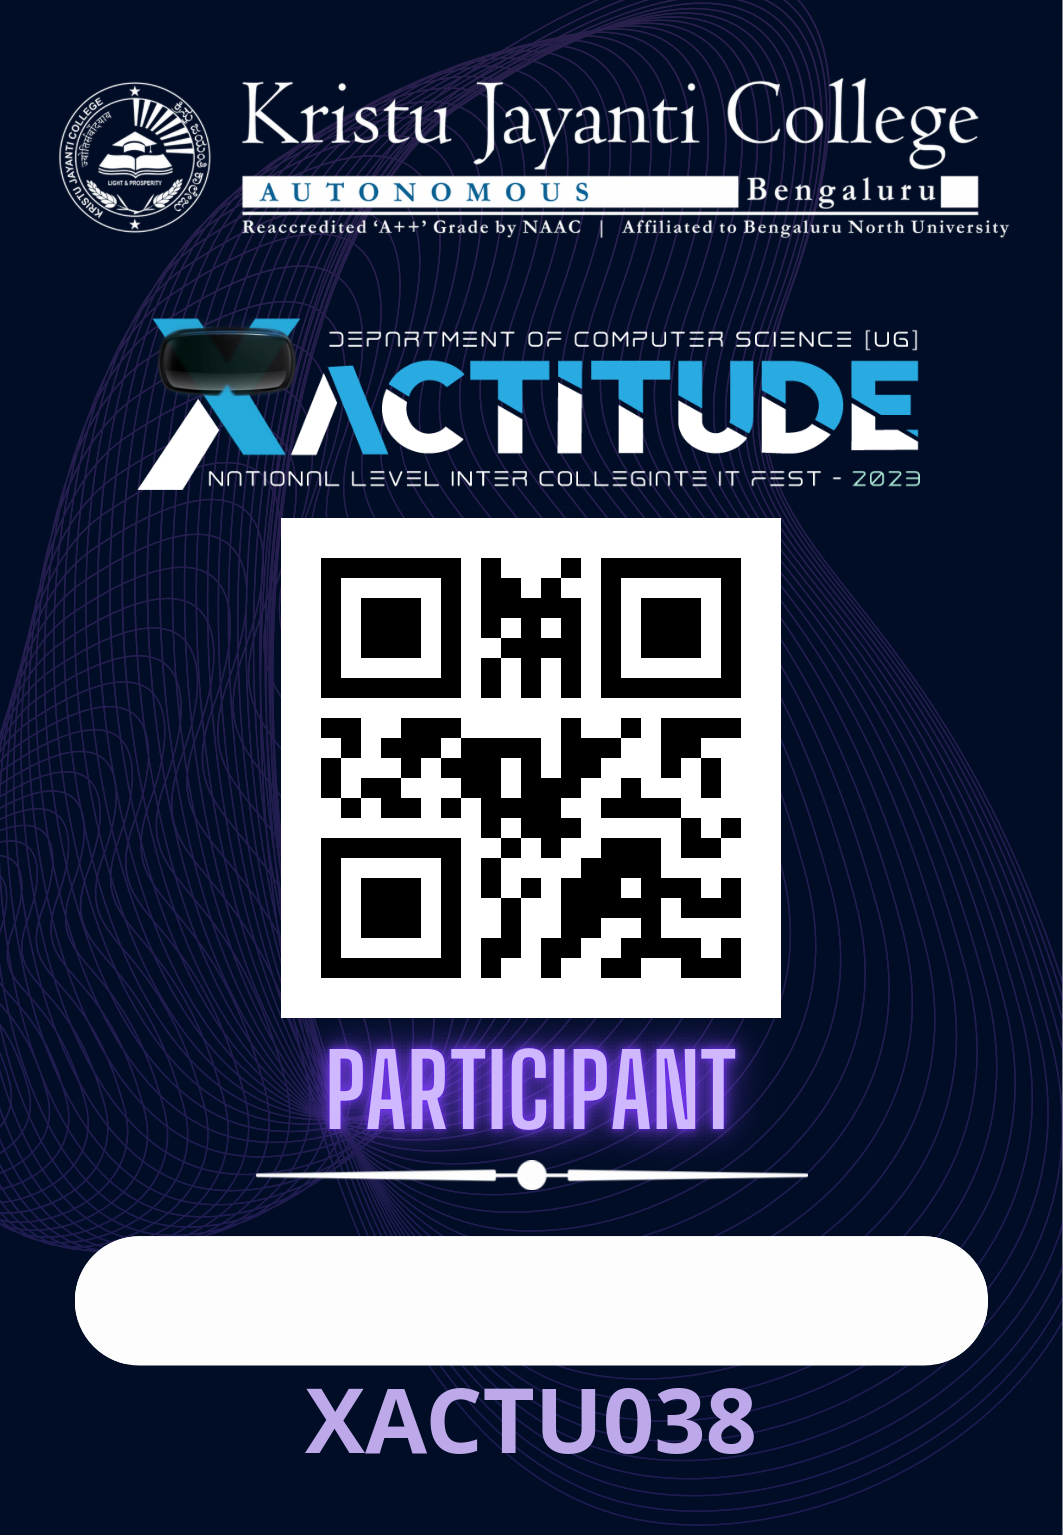 Kristu Jayanti College
AUTONOMOUS Bengaluru
Reaccredited ‘A++’ Grade by NAAC | Affiliated to Bengaluru North University
KRISTU JAYANTI COLLEGE
LIGHT & PROSPERITY
DEPARTMENT OF COMPUTER SCIENCE [UG]
XACTITUDE
NATIONAL LEVEL INTER COLLEGIATE IT FEST - 2023
PARTICIPANT
XACTU038